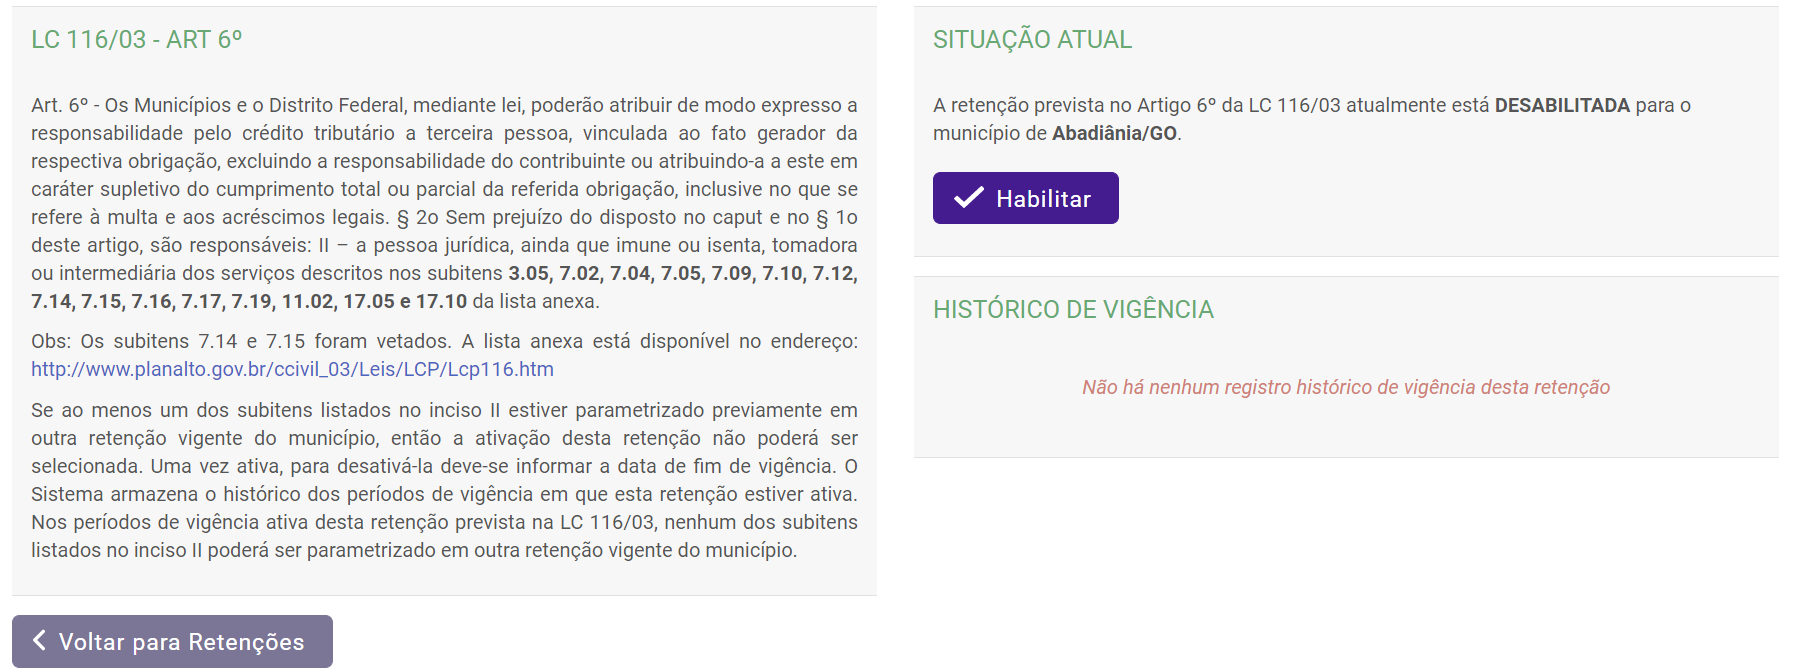 LC 116/03 - ART 6º
Art. 6º - Os Municípios e o Distrito Federal, mediante lei, poderão atribuir de modo expresso a
responsabilidade pelo crédito tributário a terceira pessoa, vinculada ao fato gerador da
respectiva obrigação, excluindo a responsabilidade do contribuinte ou atribuindo-a a este em
caráter supletivo do cumprimento total ou parcial da referida obrigação, inclusive no que se
refere à multa e aos acréscimos legais. § 2o Sem prejuízo do disposto no caput e no § 1o
deste artigo, são responsáveis: II – a pessoa jurídica, ainda que imune ou isenta, tomadora
ou intermediária dos serviços descritos nos subitens 3.05, 7.02, 7.04, 7.05, 7.09, 7.10, 7.12,
7.14, 7.15, 7.16, 7.17, 7.19, 11.02, 17.05 e 17.10 da lista anexa.
Obs: Os subitens 7.14 e 7.15 foram vetados. A lista anexa está disponível no endereço:
http://www.planalto.gov.br/ccivil_03/Leis/LCP/Lcp116.htm
Se ao menos um dos subitens listados no inciso II estiver parametrizado previamente em
outra retenção vigente do município, então a ativação desta retenção não poderá ser
selecionada. Uma vez ativa, para desativá-la deve-se informar a data de fim de vigência. O
Sistema armazena o histórico dos períodos de vigência em que esta retenção estiver ativa.
Nos períodos de vigência ativa desta retenção prevista na LC 116/03, nenhum dos subitens
listados no inciso II poderá ser parametrizado em outra retenção vigente do município.
Voltar para Retenções
SITUAÇÃO ATUAL
A retenção prevista no Artigo 6º da LC 116/03 atualmente está DESABILITADA para o
município de Abadiânia/GO.
Habilitar
HISTÓRICO DE VIGÊNCIA
Não há nenhum registro histórico de vigência desta retenção